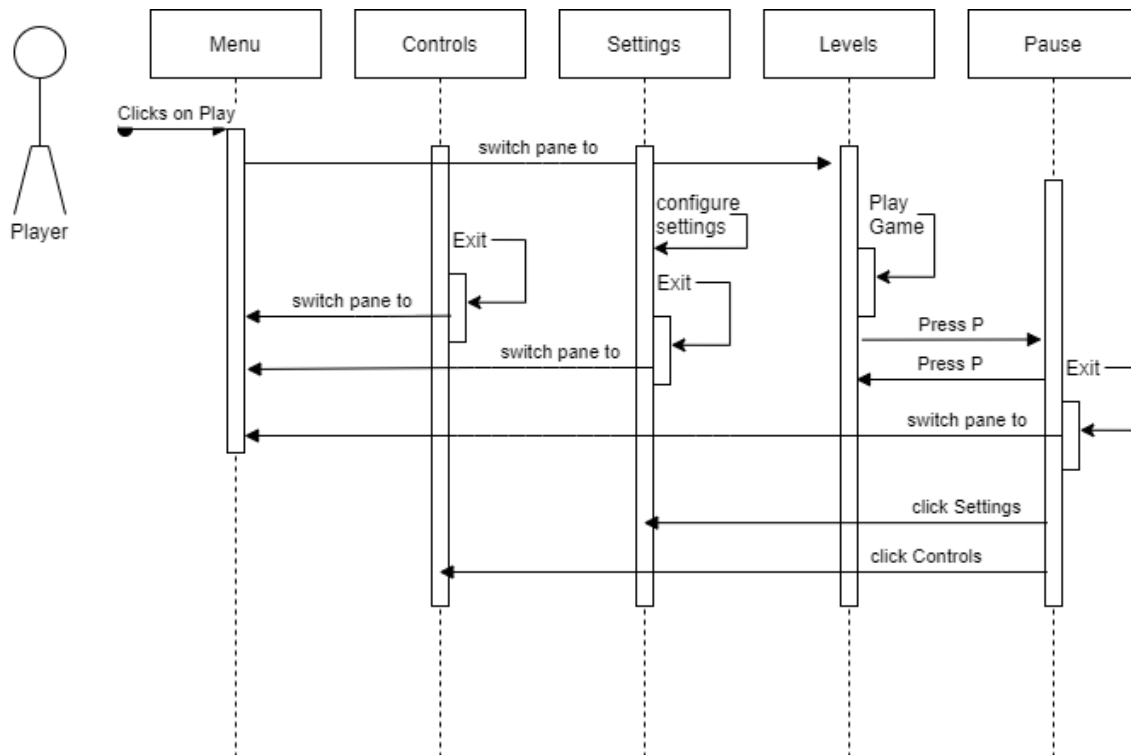 Menu
Controls
Settings
Levels
Pause
Player
Clicks on Play
switch pane to
configure
settings
Play
Game
Exit
Exit
switch pane to
Press P
switch pane to
Press P
Exit
switch pane to
click Settings
click Controls